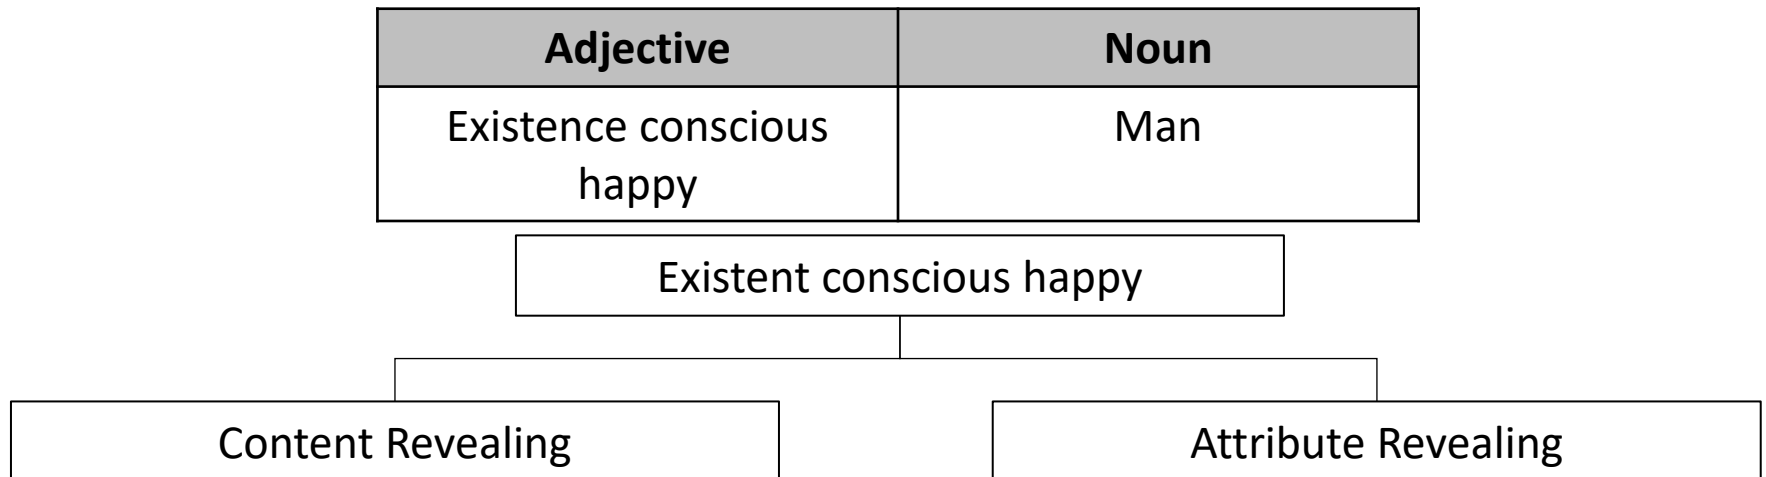 Adjective Noun
Existence conscious Man
happy
Existent conscious happy
Content Revealing Attribute Revealing